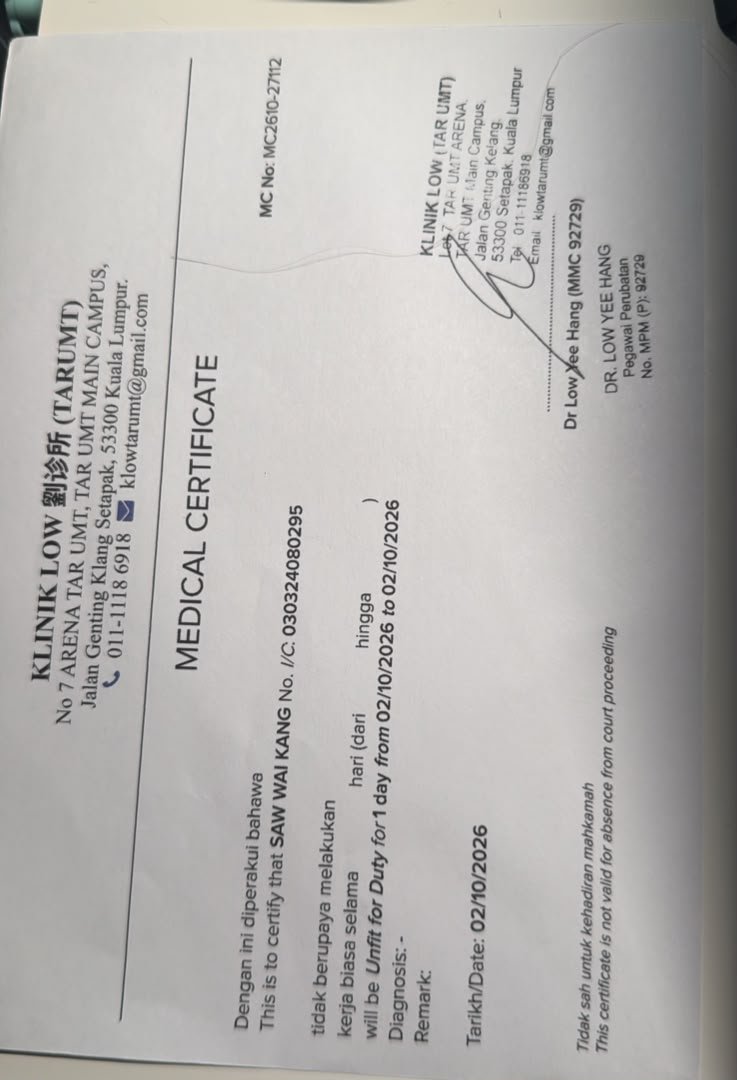 KLINIK LOW 劉诊所 (TARUMT)
No 7 ARENA TAR UMT, TAR UMT MAIN CAMPUS,
Jalan Genting Klang Setapak, 53300 Kuala Lumpur.
011-1118 6918 klowtarumt@gmail.com
MEDICAL CERTIFICATE
MC No: MC2610-27112
Dengan ini diperakui bahawa
This is to certify that SAW WAI KANG No. I/C: 030324080295
tidak berupaya melakukan
kerja biasa selama hari (dari hingga )
will be Unfit for Duty for 1 day from 02/10/2026 to 02/10/2026
Diagnosis: -
Remark:
Tarikh/Date: 02/10/2026
KLINIK LOW (TAR UMT)
Lot 7 TAR UMT ARENA,
TAR UMT Main Campus,
Jalan Genting Kelang,
53300 Setapak, Kuala Lumpur
Tel 011-11186918
Email klowtarumt@gmail.com
Dr Low Yee Hang (MMC 92729)
DR. LOW YEE HANG
Pegawai Perubatan
No. MPM (P): 92729
Tidak sah untuk kehadiran mahkamah
This certificate is not valid for absence from court proceeding